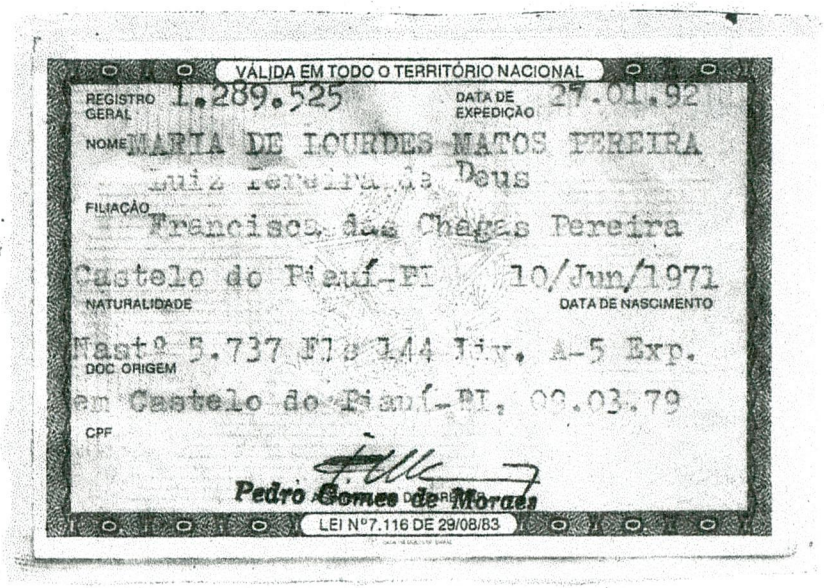 VÁLIDA EM TODO O TERRITÓRIO NACIONAL
REGISTRO GERAL 1.289.525 DATA DE EXPEDIÇÃO 27.01.92
NOME MARIA DE LOURDES MATOS PEREIRA
Luiz Pereira de Deus
FILIAÇÃO
Francisca das Chagas Pereira
Castelo do Piauí-PI 10/Jun/1971
NATURALIDADE DATA DE NASCIMENTO
Nastº 5.737 Fls 144 Liv. A-5 Exp.
DOC ORIGEM
em Castelo do Piauí-PI, 09.03.79
CPF
Pedro Gomes de Moraes
LEI Nº 7.116 DE 29/08/83